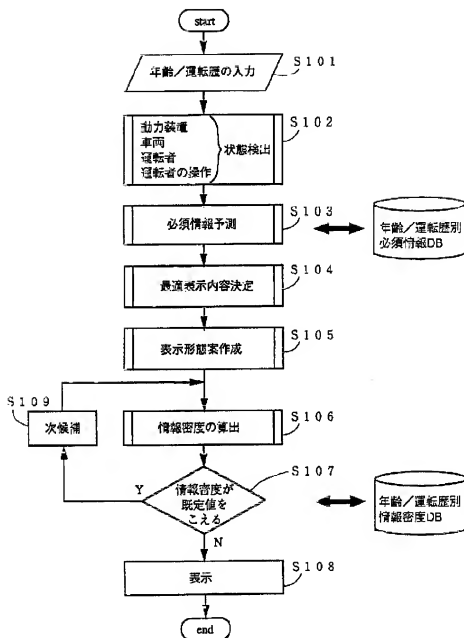 start
年齢／運転歴の入力
S101
動力装置
車両
運転者
運転者の操作
状態検出
S102
必須情報予測
S103
年齢／運転歴別
必須情報DB
最適表示内容決定
S104
表示形態案作成
S105
S109
次候補
情報密度の算出
S106
情報密度が
既定値を
こえる
S107
Y
N
年齢／運転歴別
情報密度DB
表示
S108
end